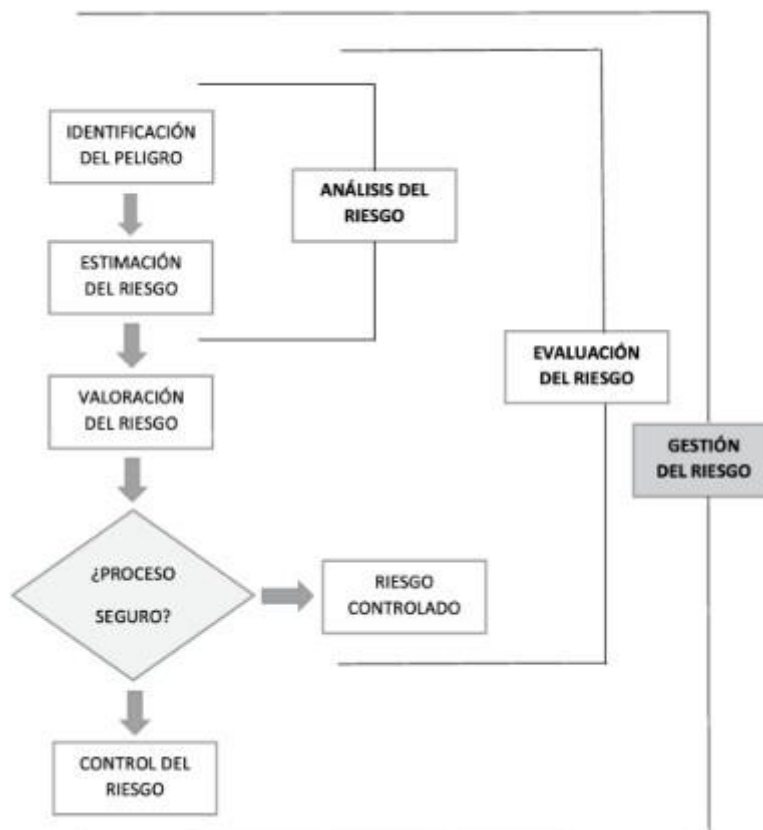 IDENTIFICACIÓN
DEL PELIGRO
ANÁLISIS DEL
RIESGO
ESTIMACIÓN
DEL RIESGO
EVALUACIÓN
DEL RIESGO
VALORACIÓN
DEL RIESGO
GESTIÓN
DEL RIESGO
¿PROCESO
SEGURO?
RIESGO
CONTROLADO
CONTROL DEL
RIESGO